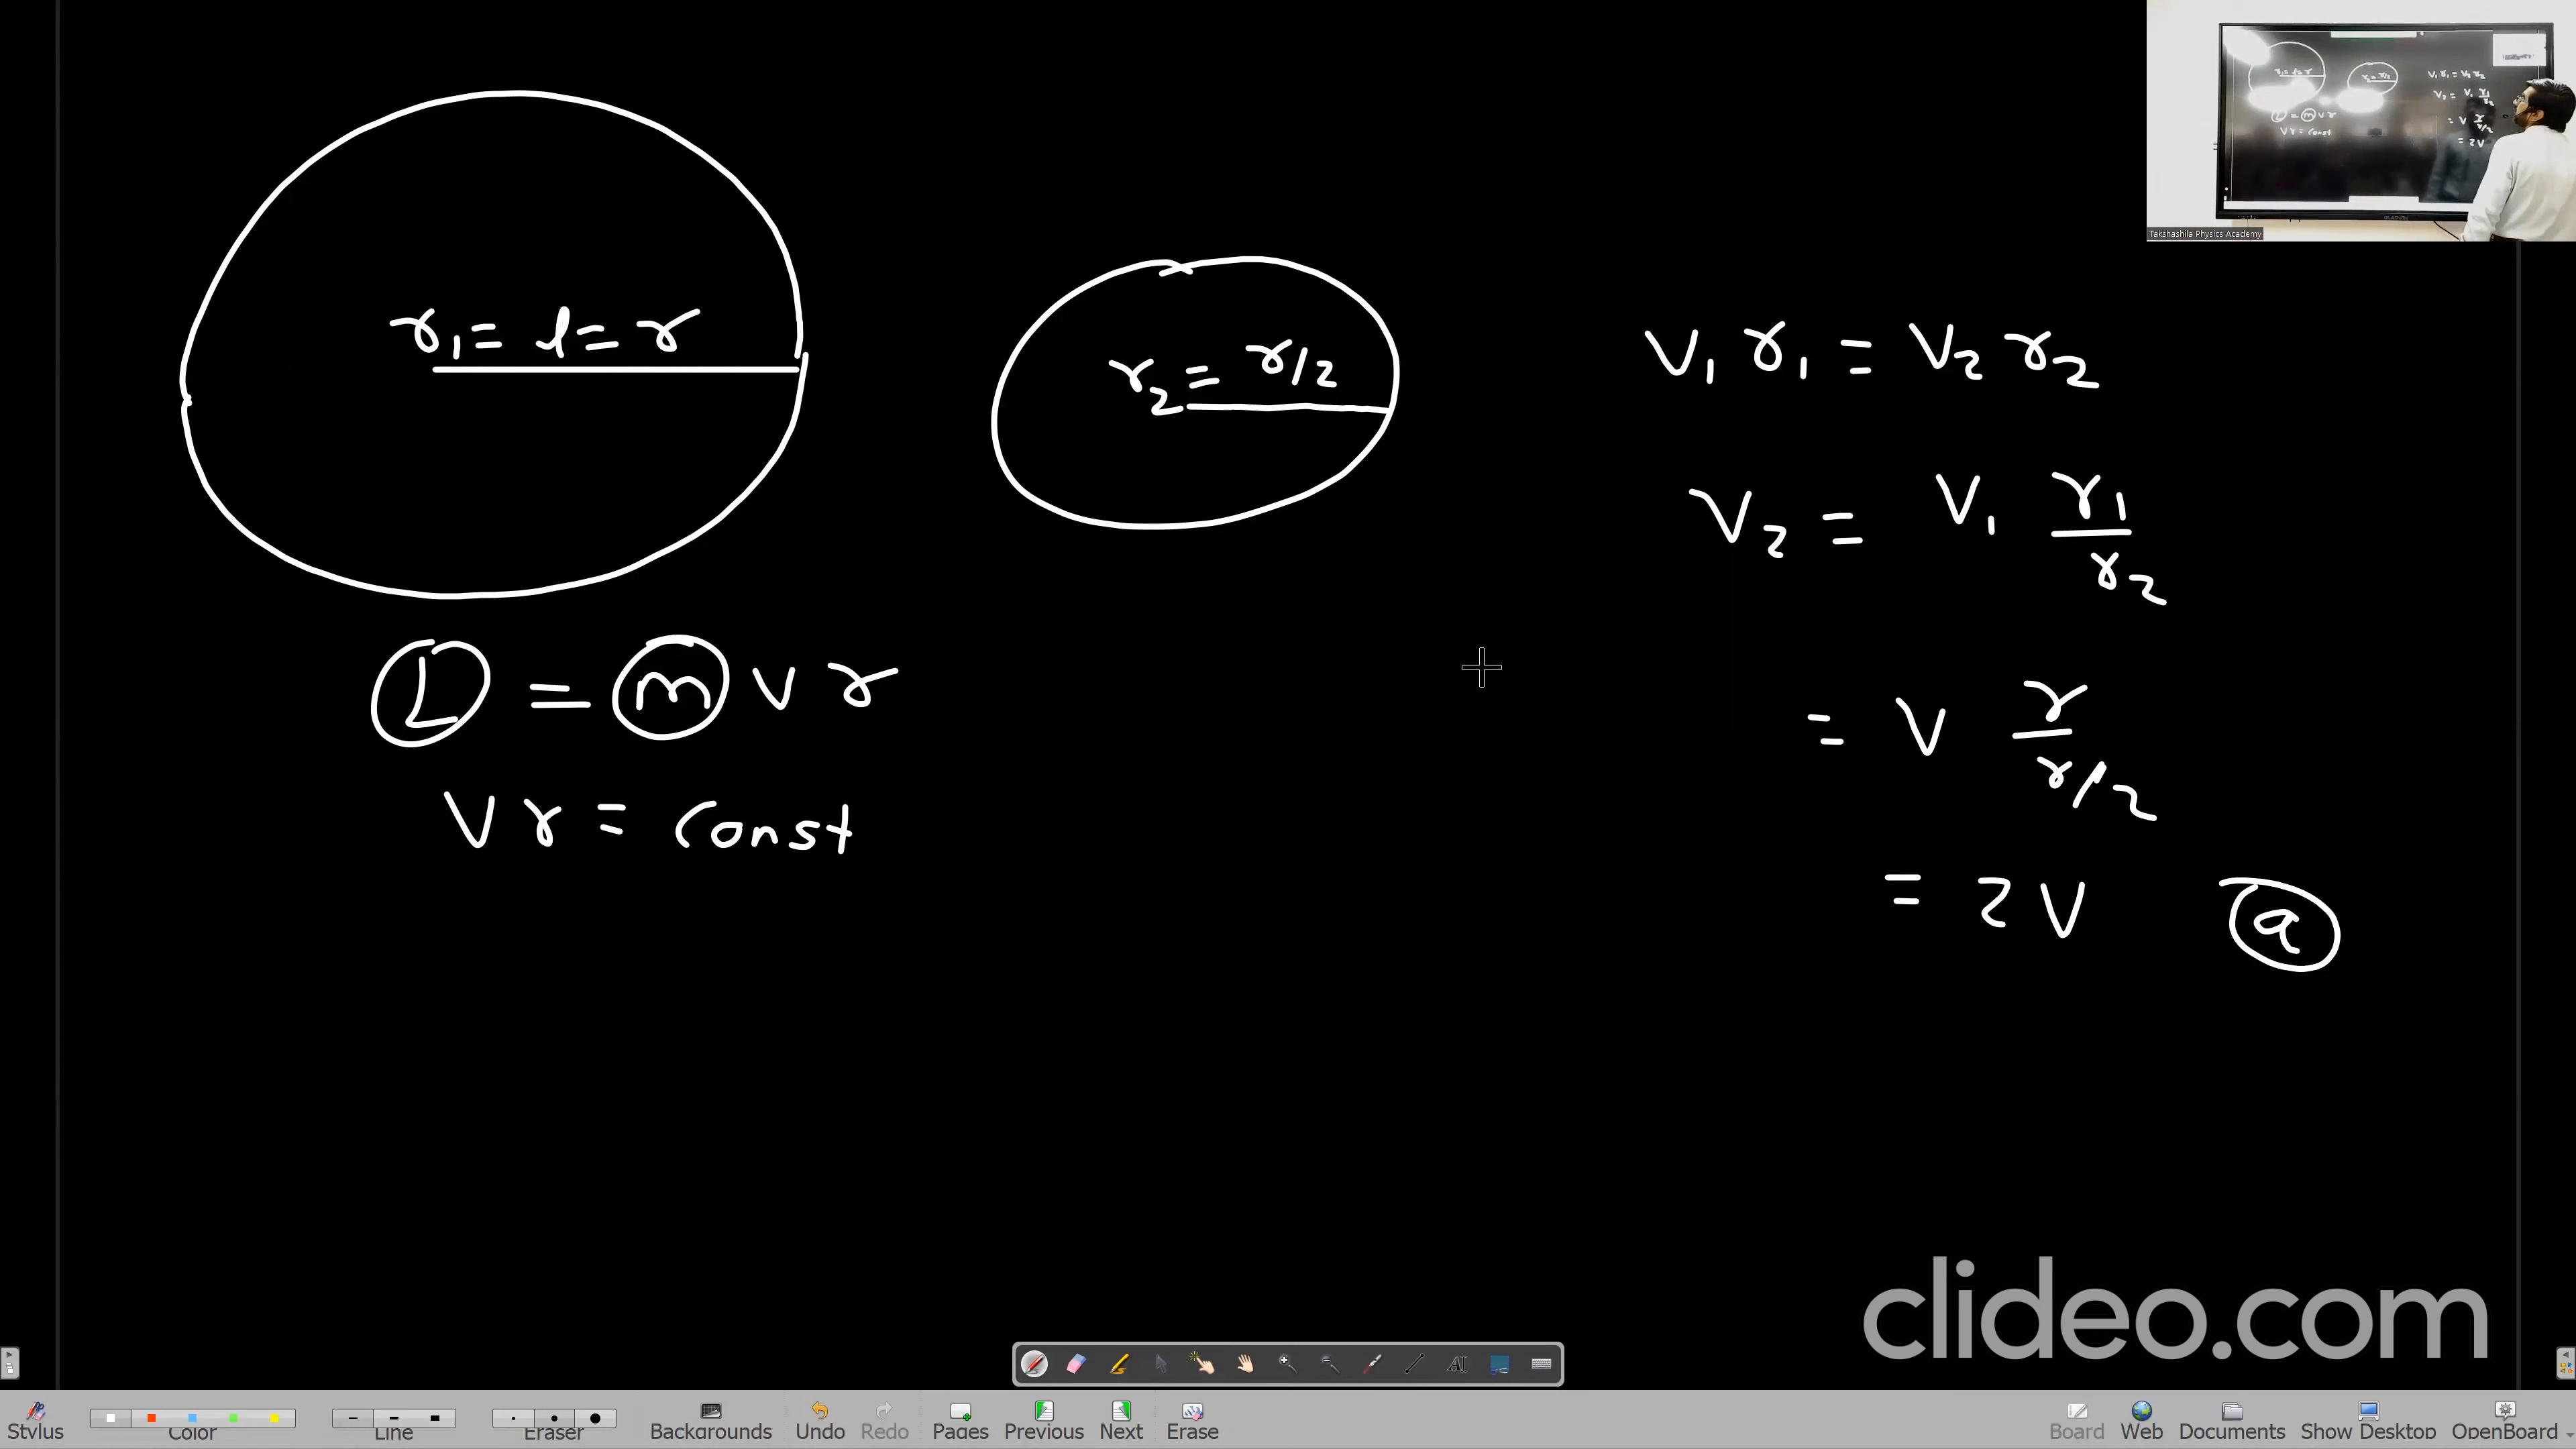 r₁ = l = r
r₂ = r/2
L = m v r
v r = const
V₁ r₁ = V₂ r₂
V₂ = V₁ r₁/r₂
= V r/r/2
= 2V
a
Takshashila Physics Academy
clideo.com
Stylus Color Line Eraser Backgrounds Undo Redo Pages Previous Next Erase Board Web Documents Show Desktop OpenBoard